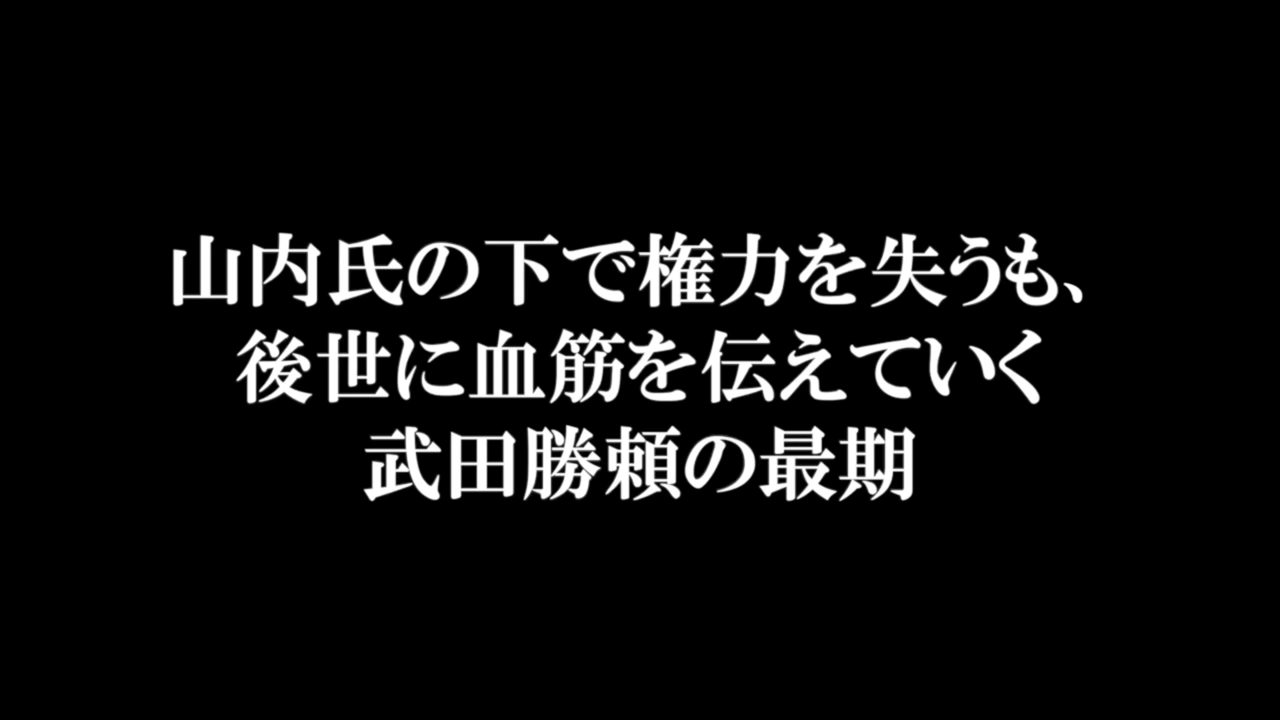 山内氏の下で権力を失うも、
後世に血筋を伝えていく
武田勝頼の最期